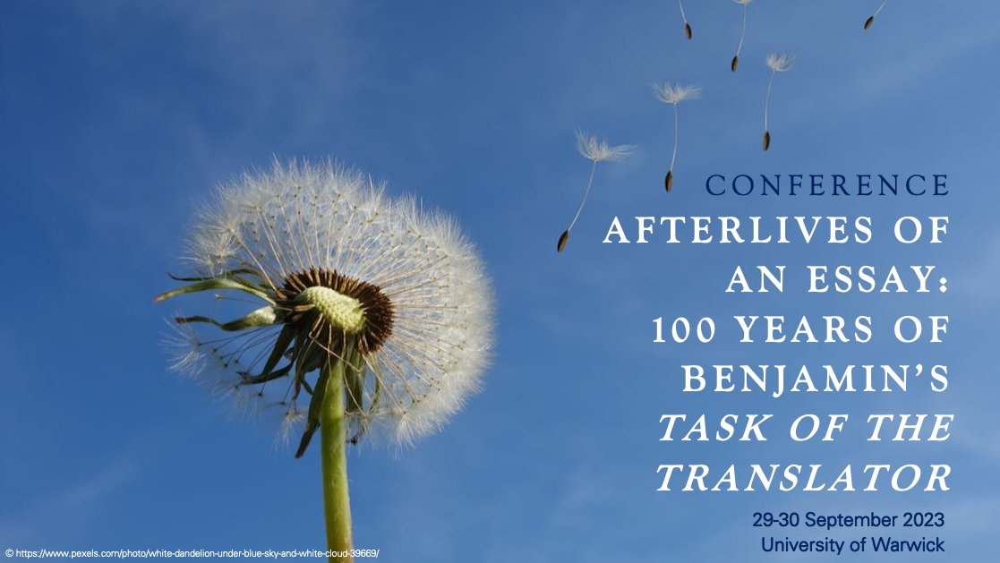 CONFERENCE
AFTERLIVES OF
AN ESSAY:
100 YEARS OF
BENJAMIN’S
TASK OF THE
TRANSLATOR
29-30 September 2023
University of Warwick
© https://www.pexels.com/photo/white-dandelion-under-blue-sky-and-white-cloud-39669/